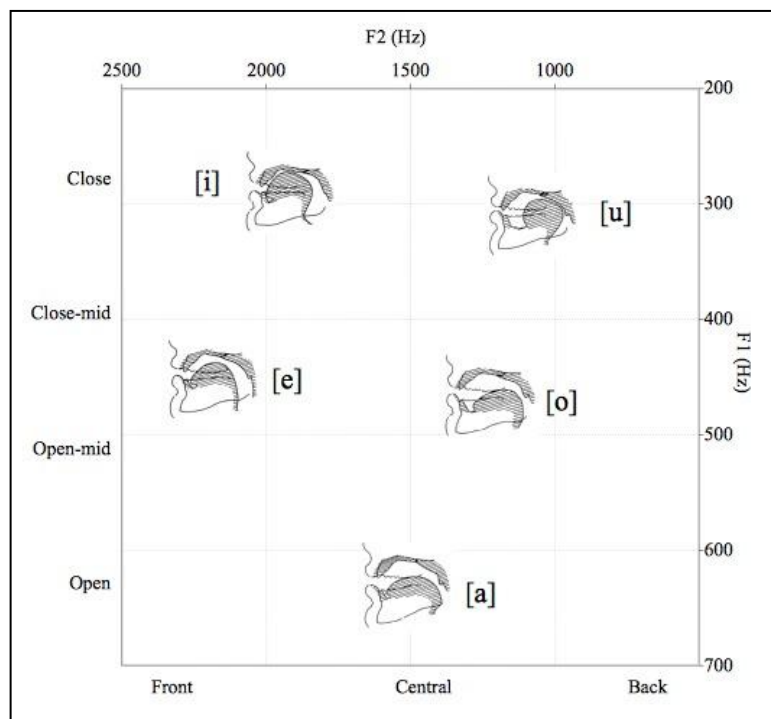 F2 (Hz)
2500 2000 1500 1000
200
Close
[i]
[u]
300
Close-mid
400
F1 (Hz)
[e]
[o]
Open-mid
500
600
Open
[a]
700
Front Central Back